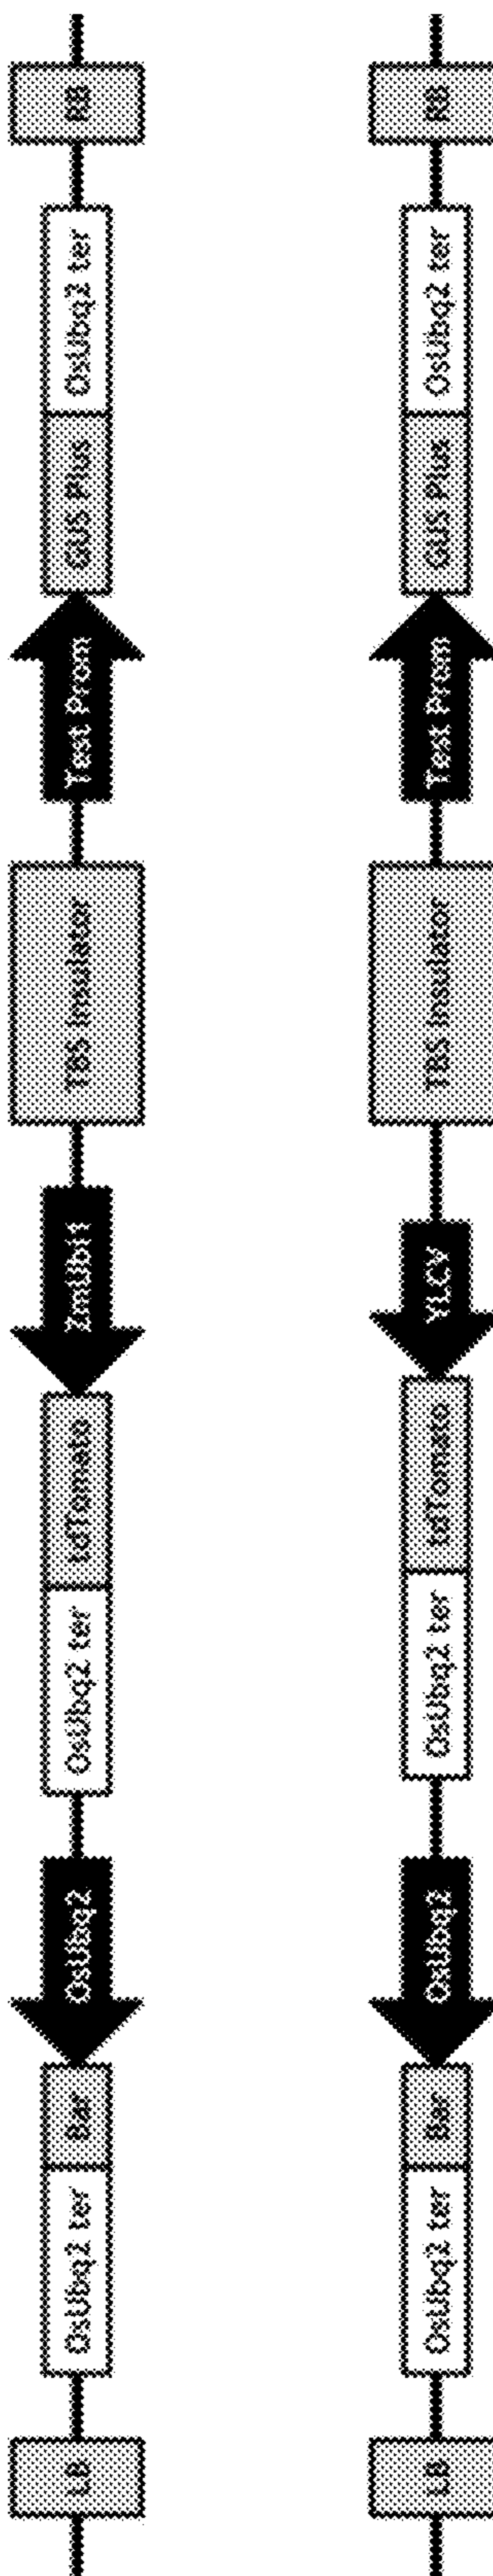 LB
OsUbq2 ter
Bar
OsUbq2
OsUbq2 ter
tdTomato
ZmUbi1
TBS Insulator
Test Prom
GUS Plus
OsUbq2 ter
RB
LB
OsUbq2 ter
Bar
OsUbq2
OsUbq2 ter
tdTomato
YLCV
TBS Insulator
Test Prom
GUS Plus
OsUbq2 ter
RB